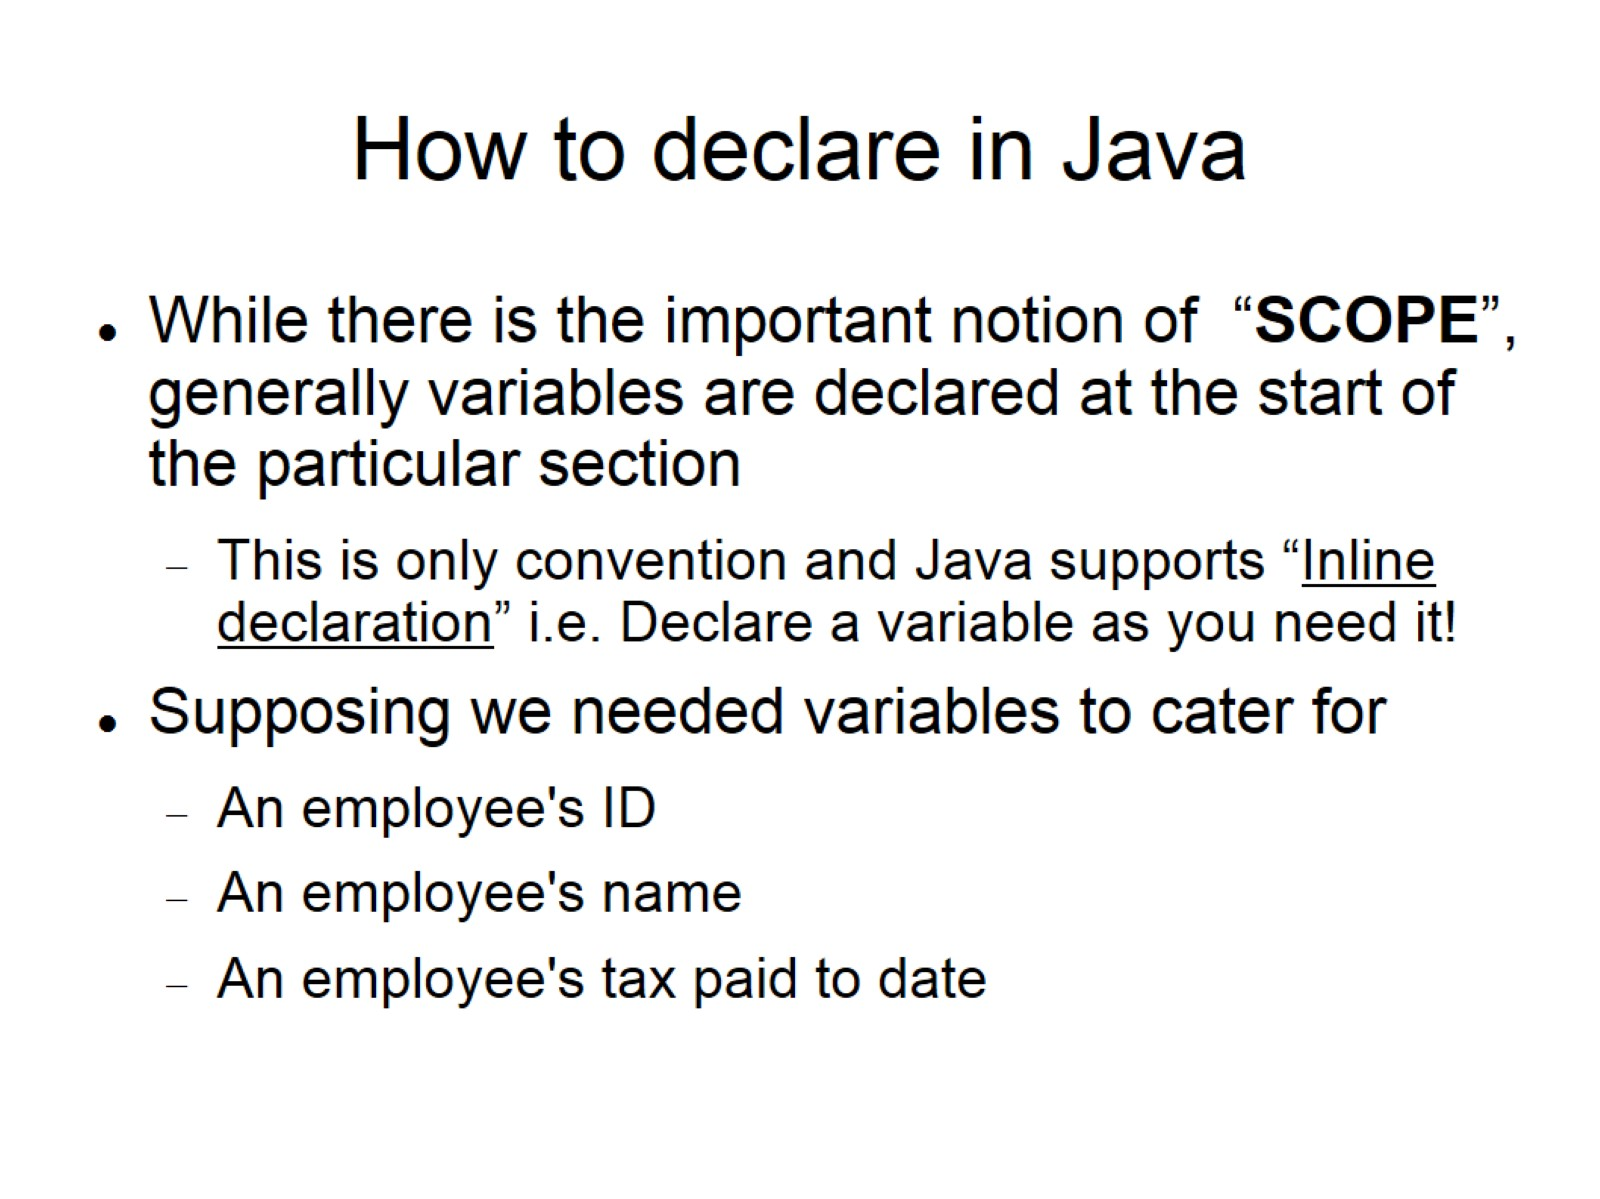 How to declare in Java
● While there is the important notion of  “SCOPE”,
generally variables are declared at the start of
the particular section
– This is only convention and Java supports “Inline
declaration” i.e. Declare a variable as you need it!
● Supposing we needed variables to cater for
– An employee's ID
– An employee's name
– An employee's tax paid to date